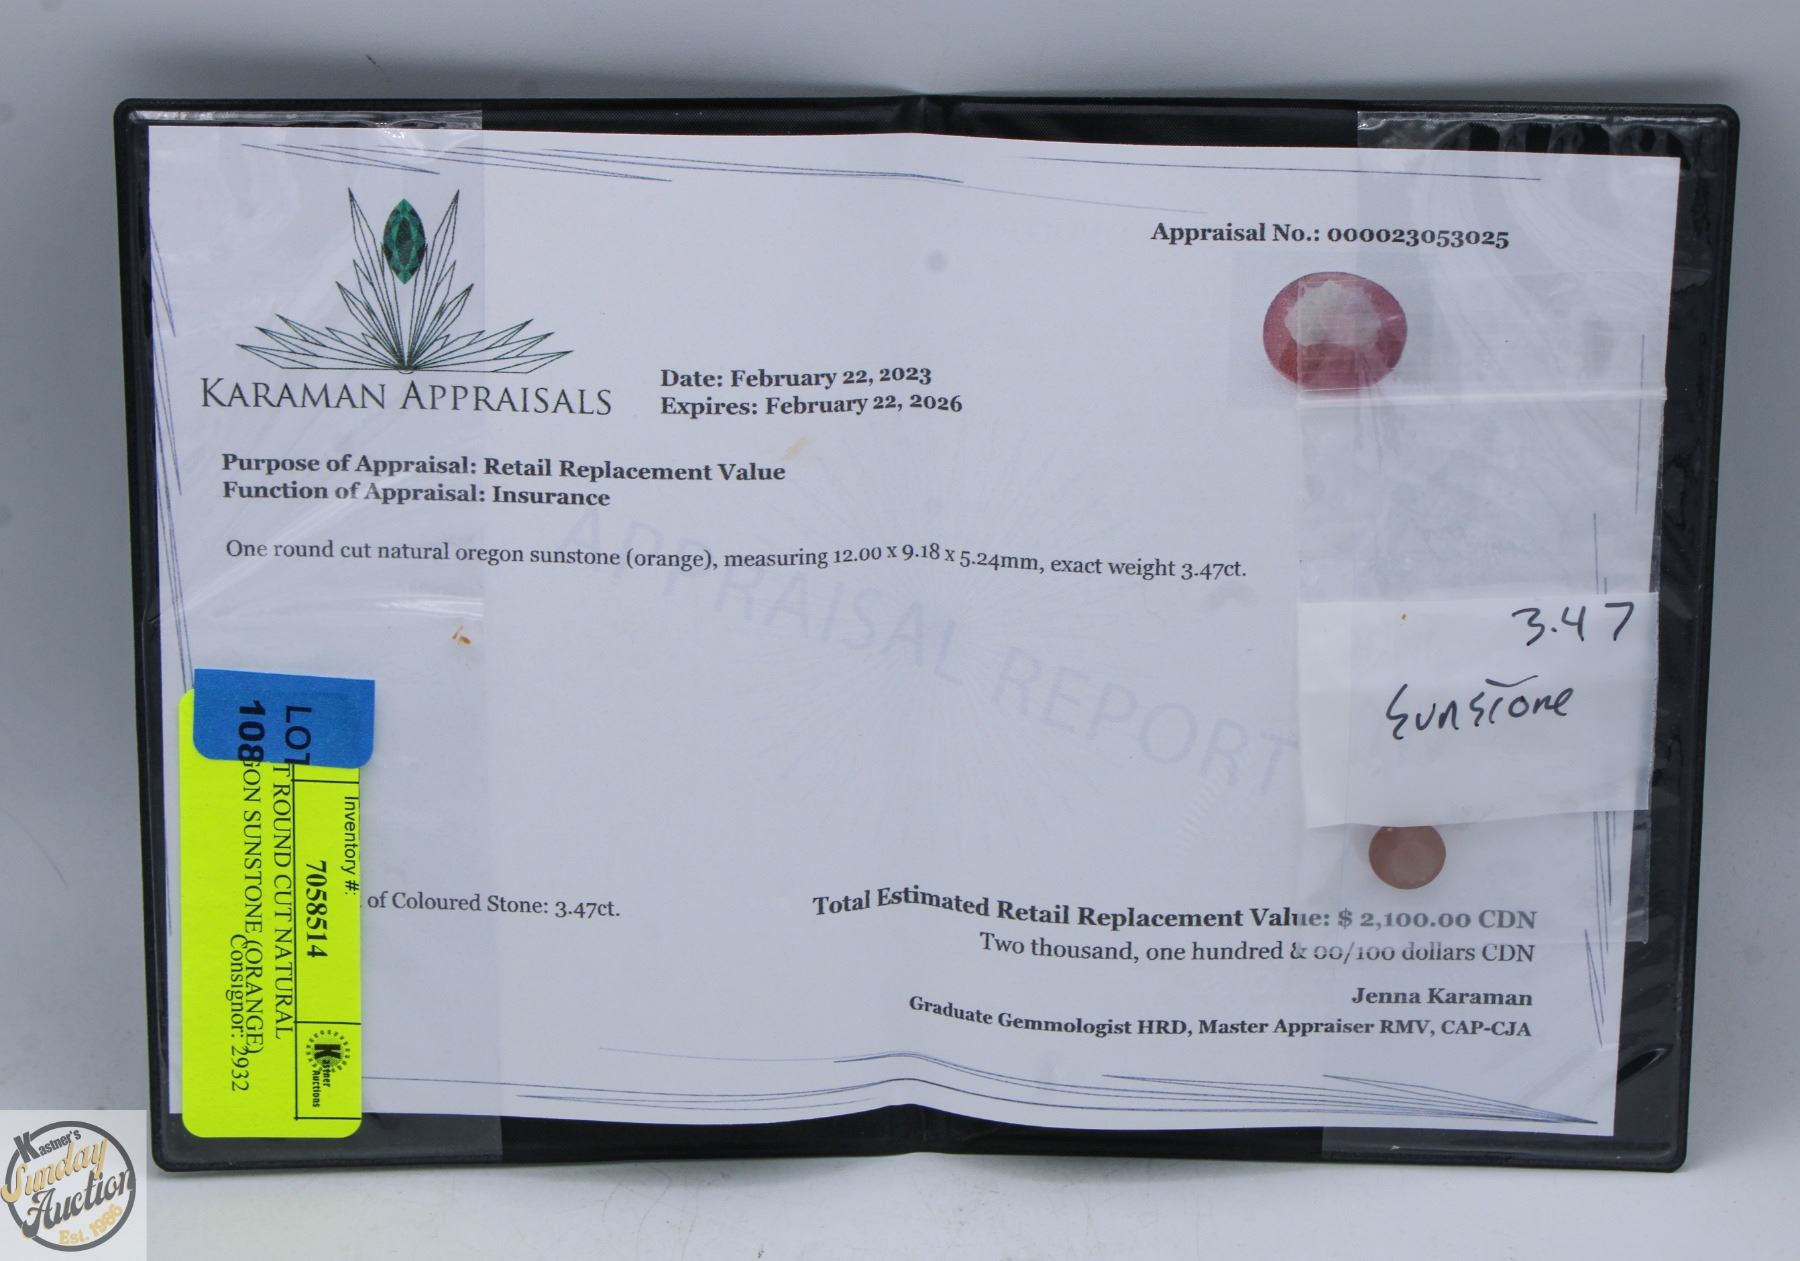 Appraisal No.: 000023053025
KARAMAN APPRAISALS
Date: February 22, 2023
Expires: February 22, 2026
Purpose of Appraisal: Retail Replacement Value
Function of Appraisal: Insurance
One round cut natural oregon sunstone (orange), measuring 12.00 x 9.18 x 5.24mm, exact weight 3.47ct.
APPRAISAL REPORT
3.47
Sunstone
of Coloured Stone: 3.47ct.
Total Estimated Retail Replacement Value: $ 2,100.00 CDN
Two thousand, one hundred & 00/100 dollars CDN
Jenna Karaman
Graduate Gemmologist HRD, Master Appraiser RMV, CAP-CJA
LOT
108
Inventory #:
7058514
T ROUND CUT NATURAL
GON SUNSTONE (ORANGE)
Consignor: 2932
Kastner Auctions
Kastner's
Sunday
Auction
Est. 1986